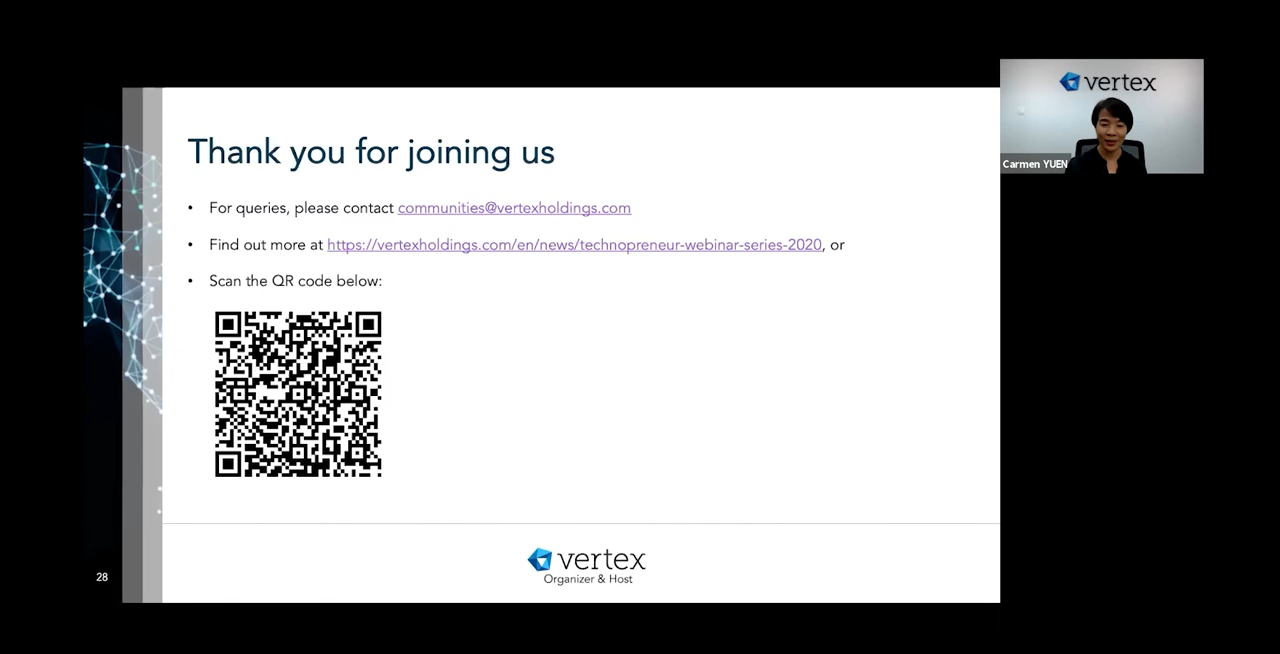 vertex
Carmen YUEN
Thank you for joining us
• For queries, please contact communities@vertexholdings.com
• Find out more at https://vertexholdings.com/en/news/technopreneur-webinar-series-2020, or
• Scan the QR code below:
vertex
Organizer & Host
28